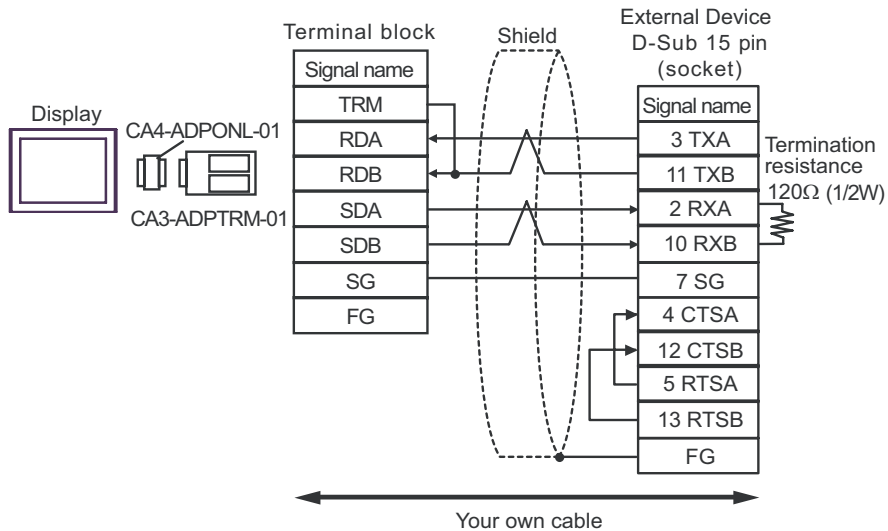 Display
CA4-ADPONL-01
CA3-ADPTRM-01
Terminal block
Signal name
TRM
RDA
RDB
SDA
SDB
SG
FG
Shield
External Device
D-Sub 15 pin
(socket)
Signal name
3 TXA
11 TXB
2 RXA
10 RXB
7 SG
4 CTSA
12 CTSB
5 RTSA
13 RTSB
FG
Termination
resistance
120Ω (1/2W)
Your own cable